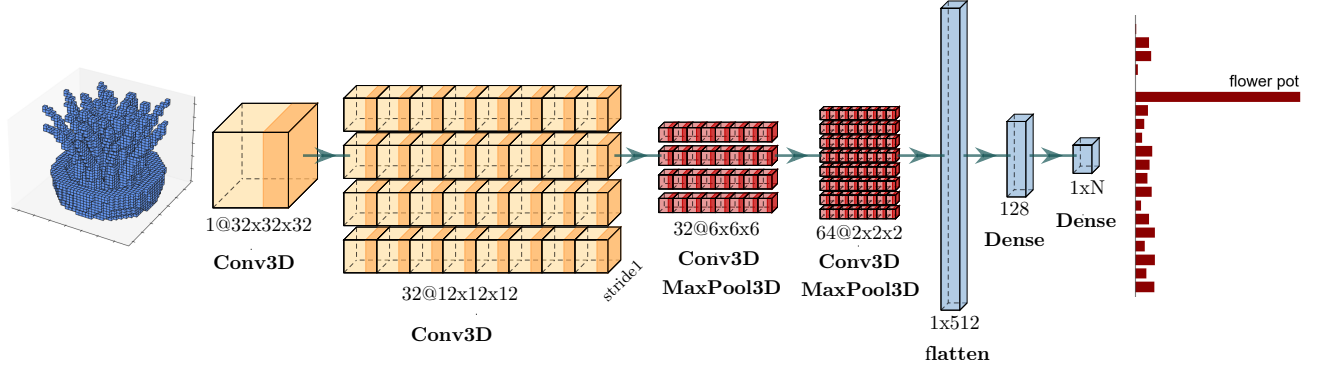 flower pot
1@32x32x32
Conv3D
32@12x12x12
Conv3D
stride1
32@6x6x6
Conv3D
MaxPool3D
64@2x2x2
Conv3D
MaxPool3D
1x512
flatten
128
Dense
1xN
Dense